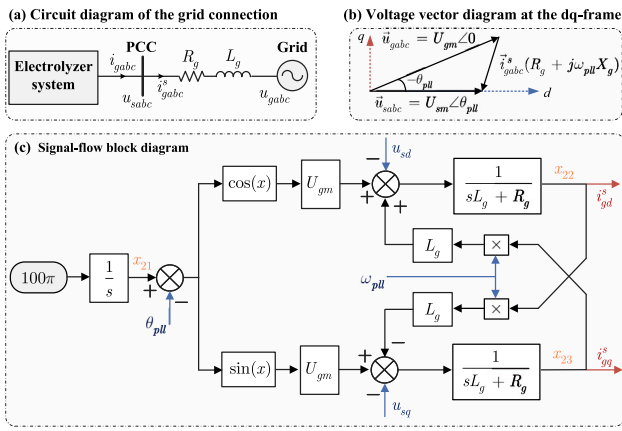 (a) Circuit diagram of the grid connection
Electrolyzer system
i_gabc
PCC
u_sabc
i^s_gabc
R_g
L_g
u_gabc
Grid
(b) Voltage vector diagram at the dq-frame
q
u⃗_gabc = U_gm∠0
−θ_pll
i⃗^s_gabc(R_g + jω_pll X_g)
u⃗_sabc = U_sm∠θ_pll
d
(c) Signal-flow block diagram
100π
1/s
x_21
+
−
θ_pll
cos(x)
U_gm
−
u_sd
+
+
1/(sL_g + R_g)
x_22
i^s_gd
L_g
×
ω_pll
L_g
×
sin(x)
U_gm
+
−
−
u_sq
1/(sL_g + R_g)
x_23
i^s_gq